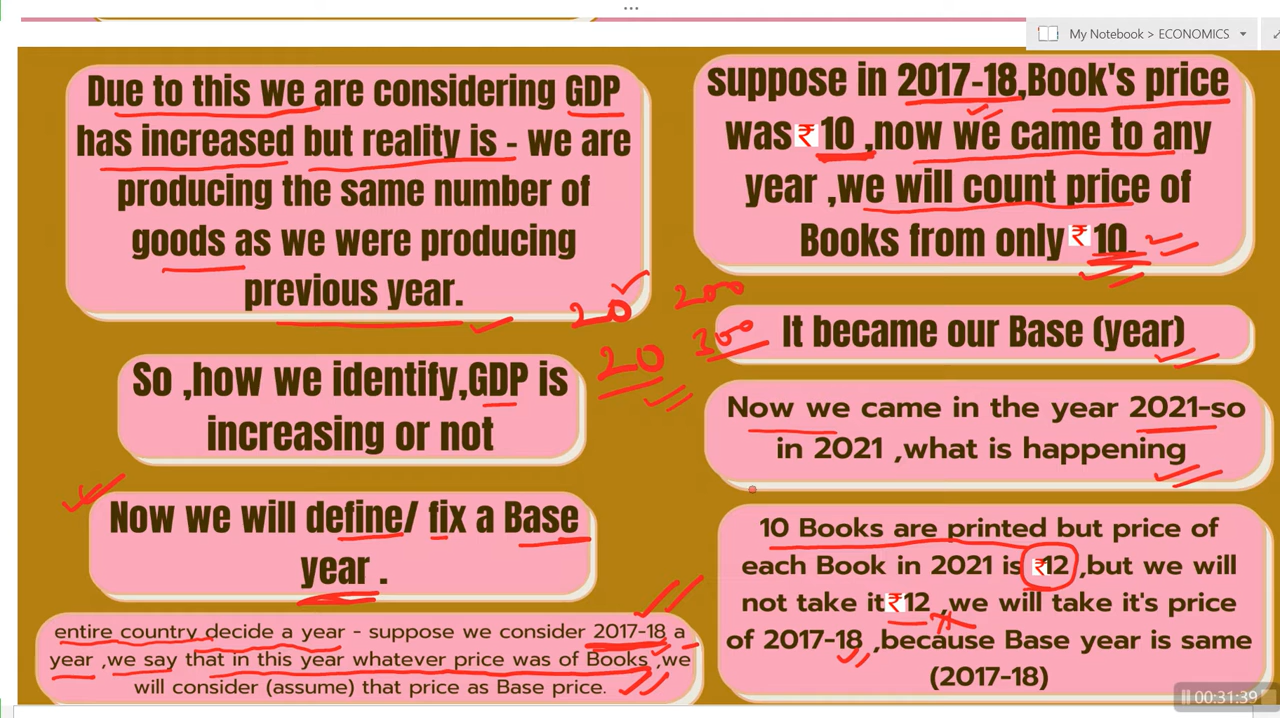 My Notebook > ECONOMICS
Due to this we are considering GDP
has increased but reality is - we are
producing the same number of
goods as we were producing
previous year.
So ,how we identify,GDP is
increasing or not
Now we will define/ fix a Base
year .
entire country decide a year - suppose we consider 2017-18 a
year ,we say that in this year whatever price was of Books ,we
will consider (assume) that price as Base price.
20
20
200
300
suppose in 2017-18,Book's price
was ₹10 ,now we came to any
year ,we will count price of
Books from only ₹10.
It became our Base (year)
Now we came in the year 2021-so
in 2021 ,what is happening
10 Books are printed but price of
each Book in 2021 is ₹12 ,but we will
not take it ₹12 ,we will take it's price
of 2017-18 ,because Base year is same
(2017-18)
00:31:39